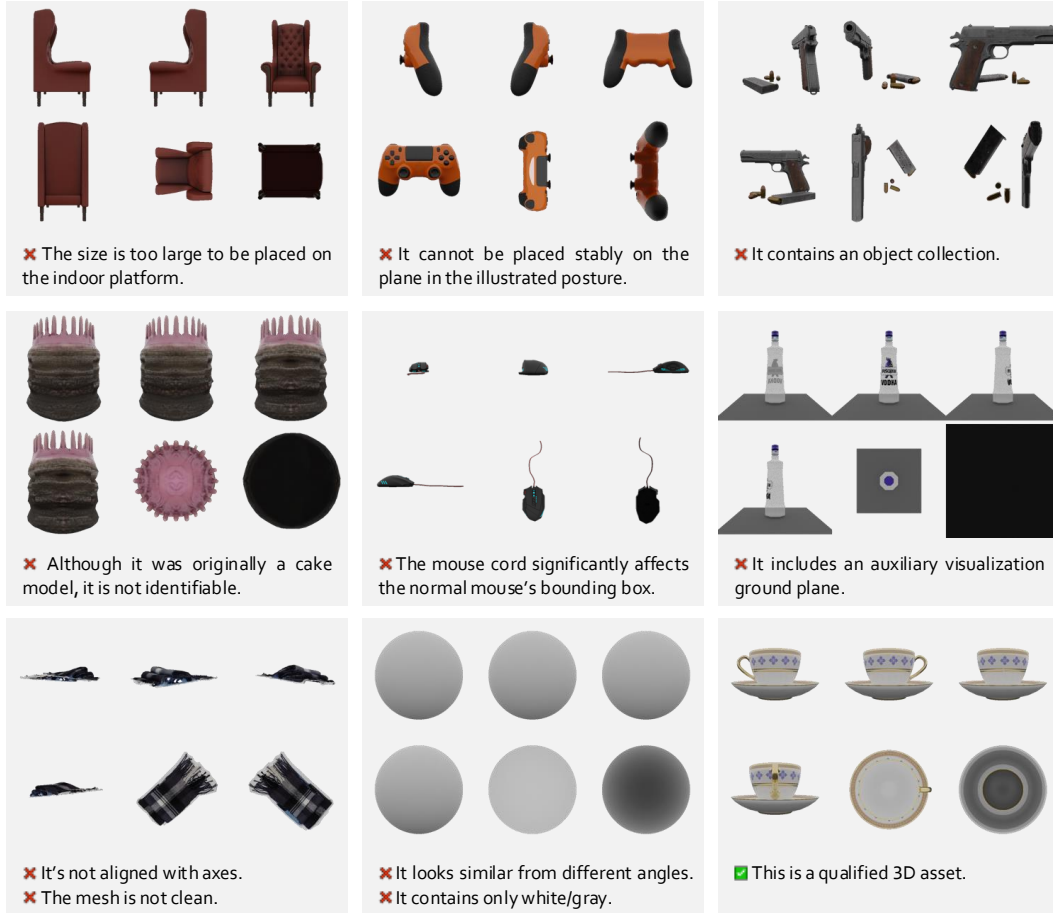 ❌ The size is too large to be placed on
the indoor platform.
❌ It cannot be placed stably on the
plane in the illustrated posture.
❌ It contains an object collection.
VODKA
❌ Although it was originally a cake
model, it is not identifiable.
❌ The mouse cord significantly affects
the normal mouse's bounding box.
❌ It includes an auxiliary visualization
ground plane.
❌ It's not aligned with axes.
❌ The mesh is not clean.
❌ It looks similar from different angles.
❌ It contains only white/gray.
✅ This is a qualified 3D asset.